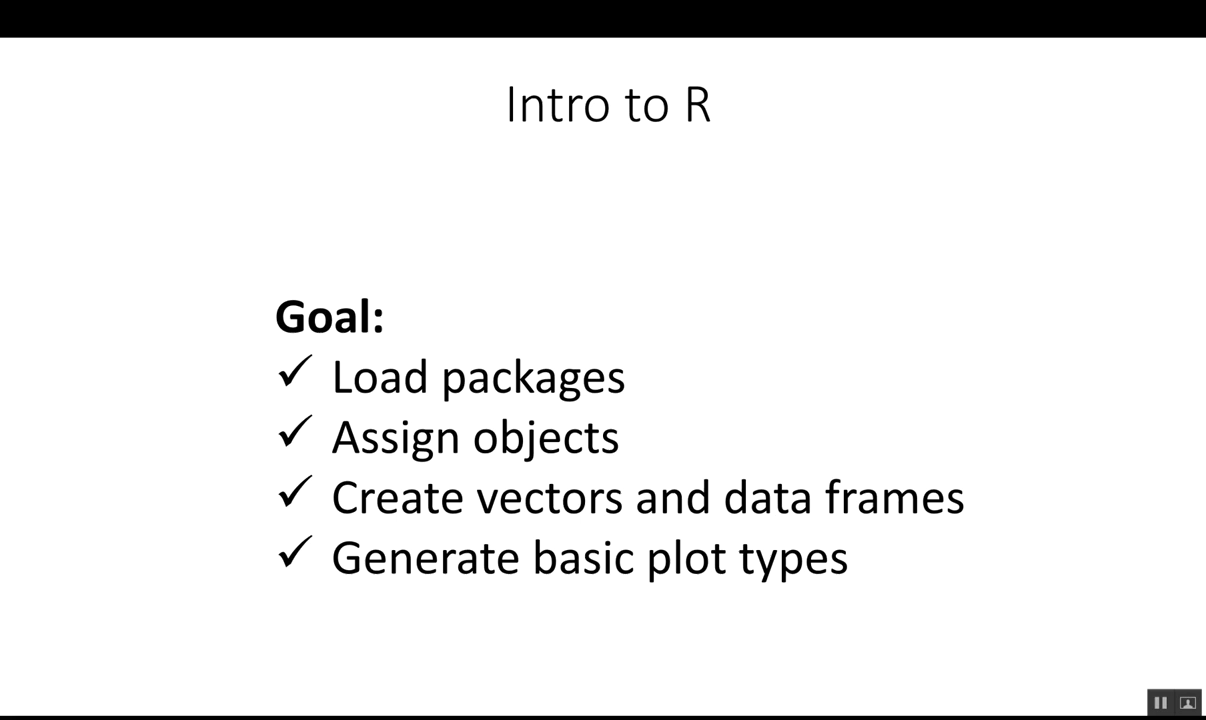 Intro to R
Goal:
✓ Load packages
✓ Assign objects
✓ Create vectors and data frames
✓ Generate basic plot types